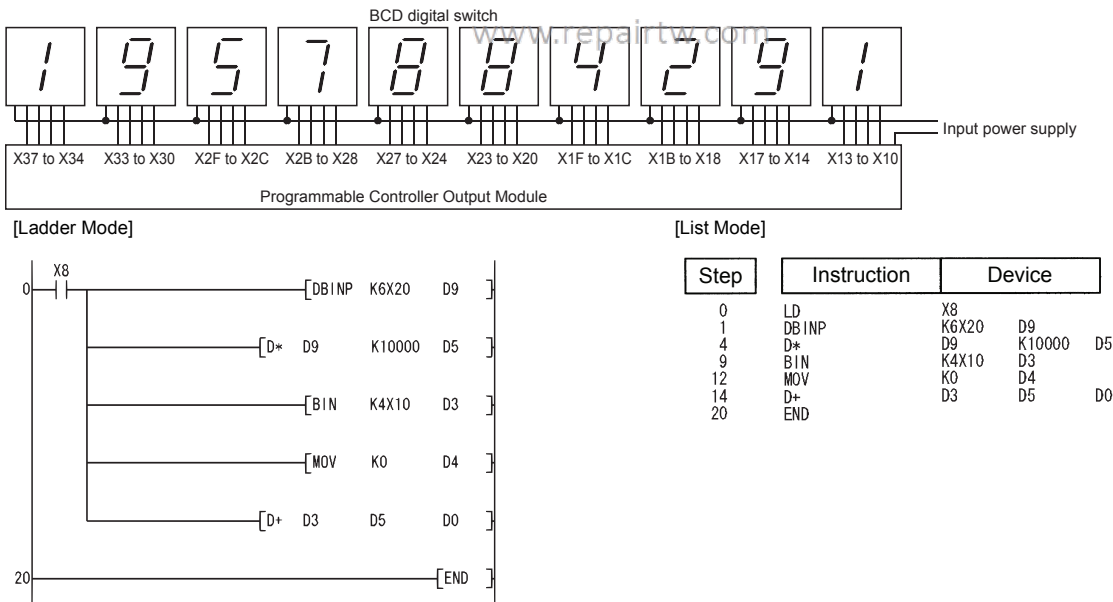 BCD digital switch
www.repairtw.com
1 9 5 7 8 8 4 2 9 1
Input power supply
X37 to X34 X33 to X30 X2F to X2C X2B to X28 X27 to X24 X23 to X20 X1F to X1C X1B to X18 X17 to X14 X13 to X10
Programmable Controller Output Module
[Ladder Mode]
X8
0 [DBINP K6X20 D9 ]
[D* D9 K10000 D5 ]
[BIN K4X10 D3 ]
[MOV K0 D4 ]
[D+ D3 D5 D0 ]
20 [END ]
[List Mode]
Step Instruction Device
0 LD X8
1 DBINP K6X20 D9
4 D* D9 K10000 D5
9 BIN K4X10 D3
12 MOV K0 D4
14 D+ D3 D5 D0
20 END